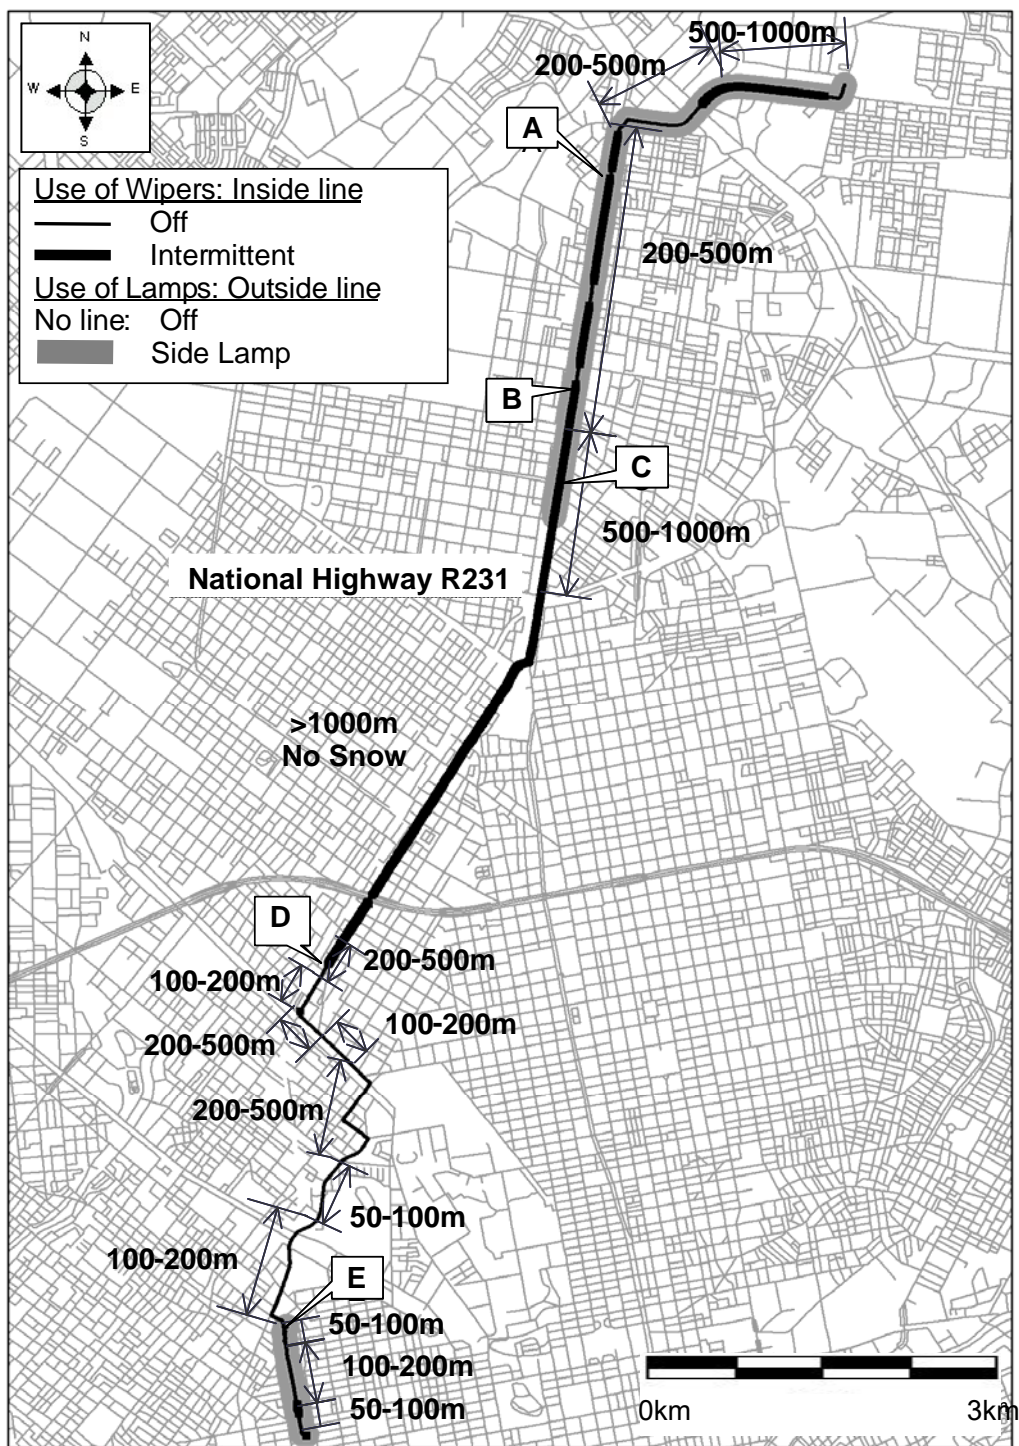 500-1000m
N
200-500m
W E
S
A
Use of Wipers: Inside line
Off
Intermittent
200-500m
Use of Lamps: Outside line
No line: Off
Side Lamp
B
C
500-1000m
National Highway R231
>1000m
No Snow
D
200-500m
100-200m
100-200m
200-500m
200-500m
50-100m
100-200m
E
50-100m
100-200m
50-100m
0km 3km